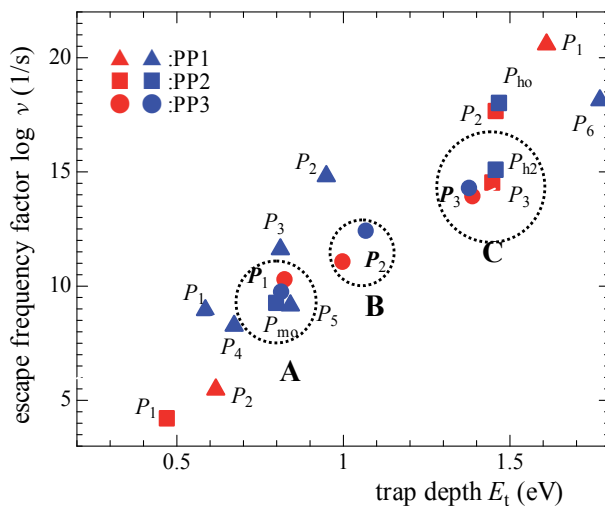 escape frequency factor log ν (1/s)
20
15
10
5
:PP1
:PP2
:PP3
P1
Pho
P2
P6
P2
Ph2
P3
P3
P3
C
P1
P2
B
P1
Pmo
P5
P4
A
P1
P2
0.5
1
1.5
trap depth Et (eV)